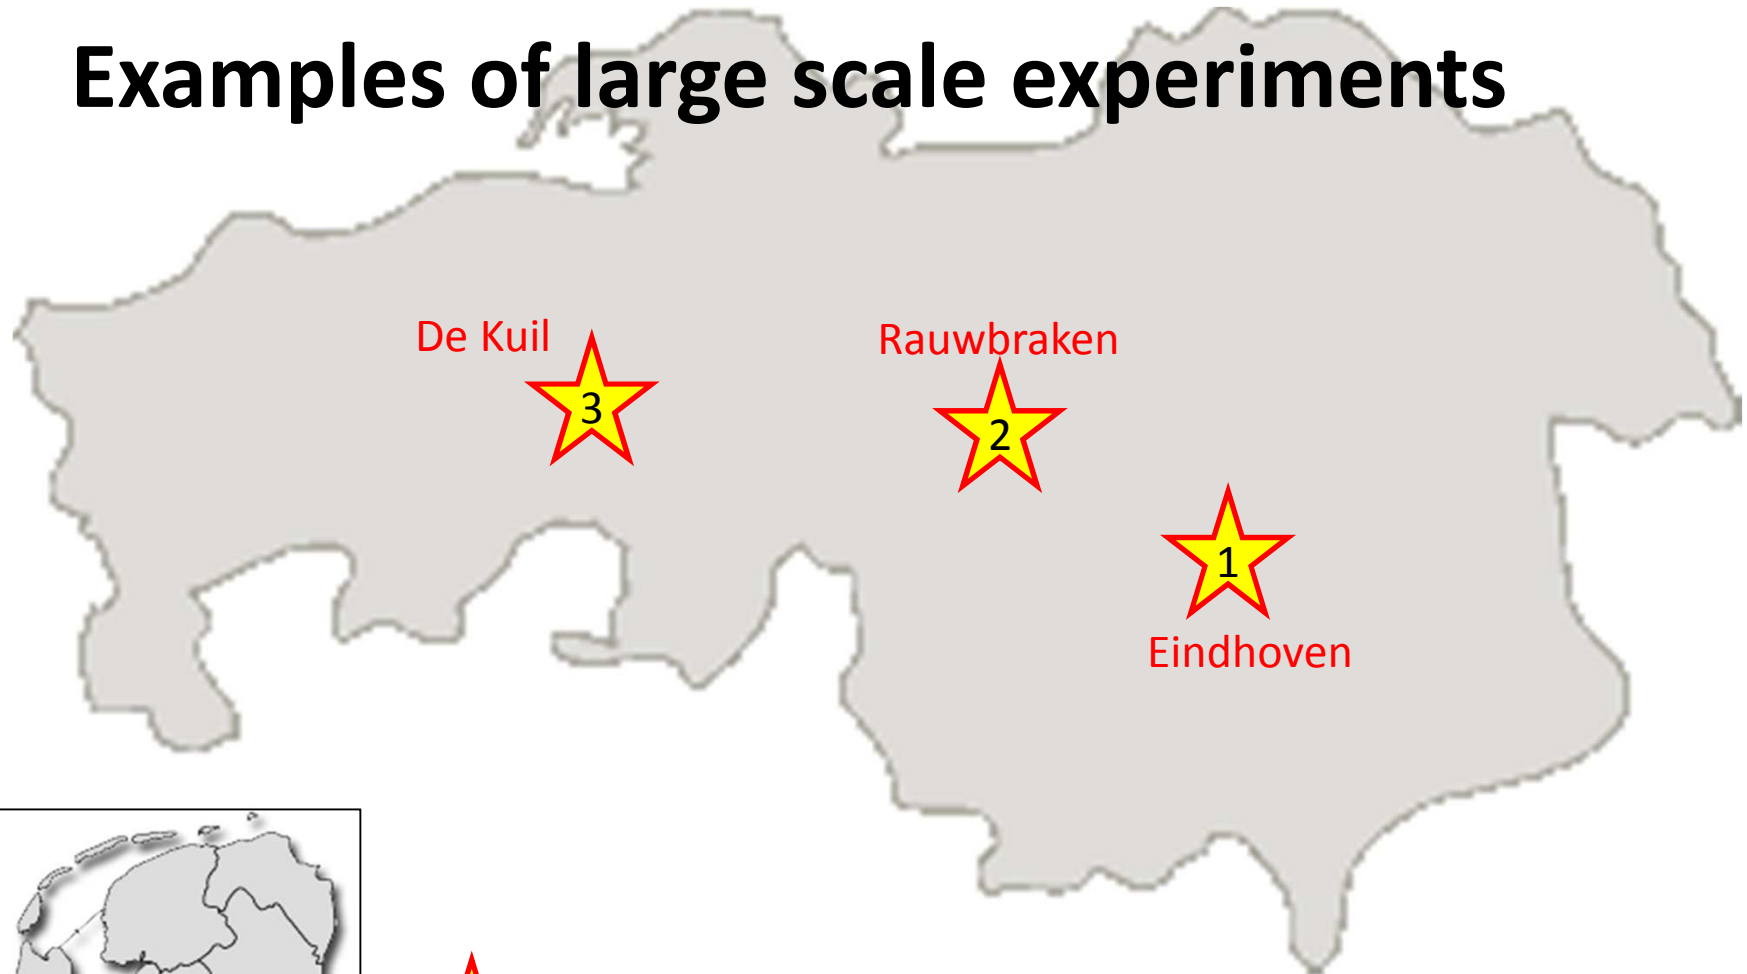 Examples of large scale experiments
De Kuil
Rauwbraken
3
2
1
Eindhoven